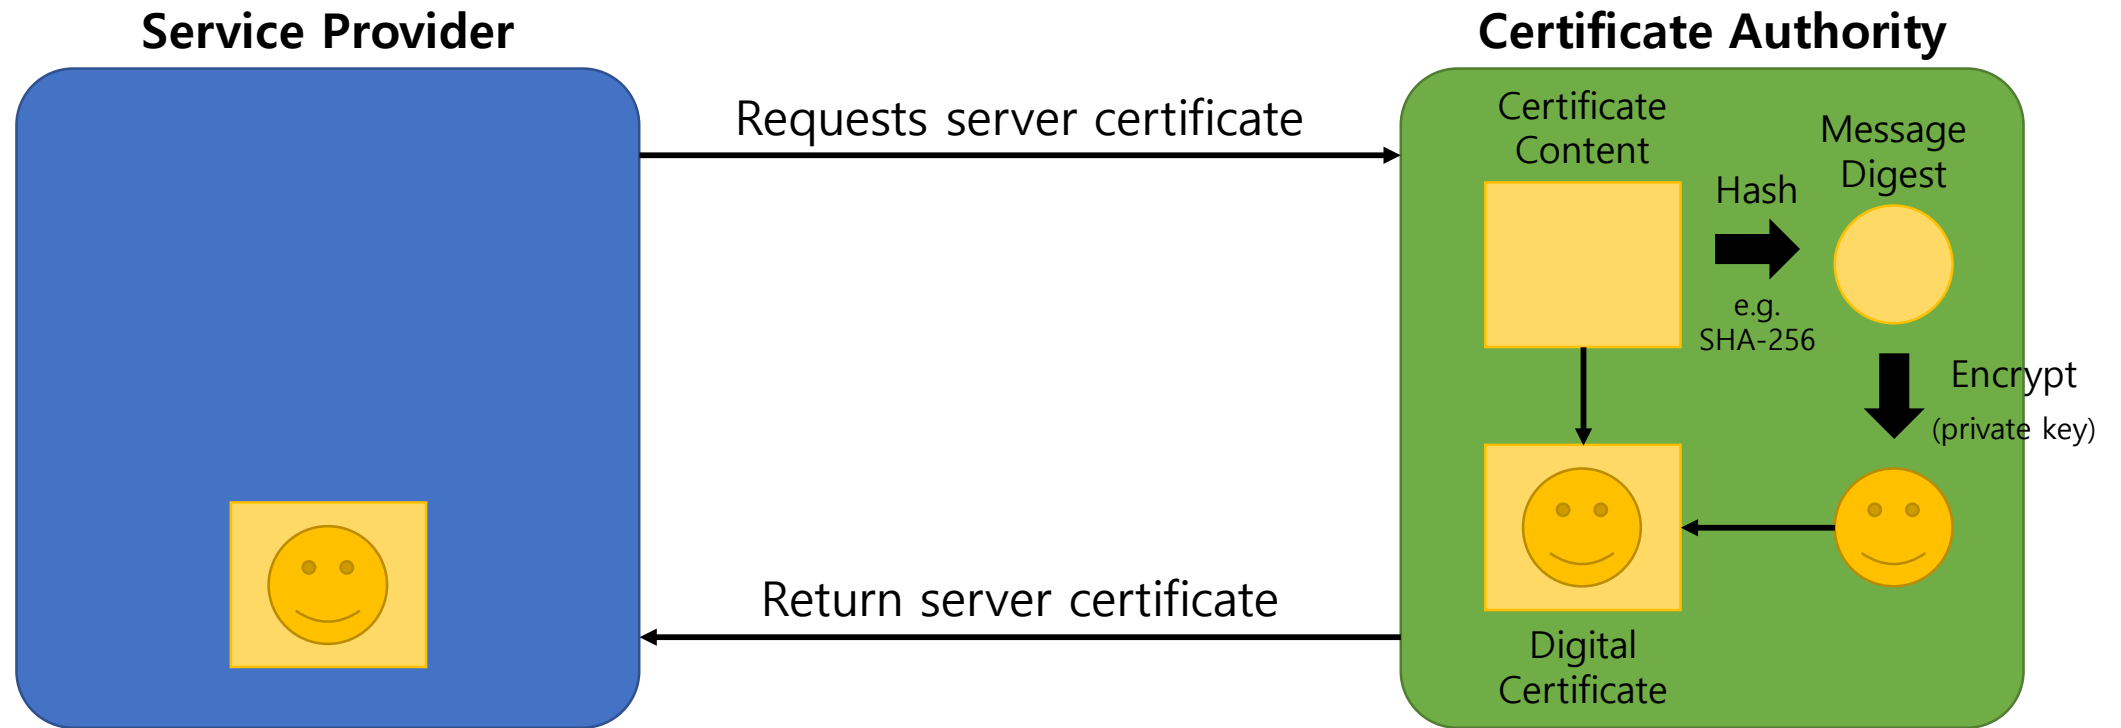 Service Provider
Certificate Authority
Requests server certificate
Certificate
Content
Hash
e.g.
SHA-256
Message
Digest
Encrypt
(private key)
Return server certificate
Digital
Certificate